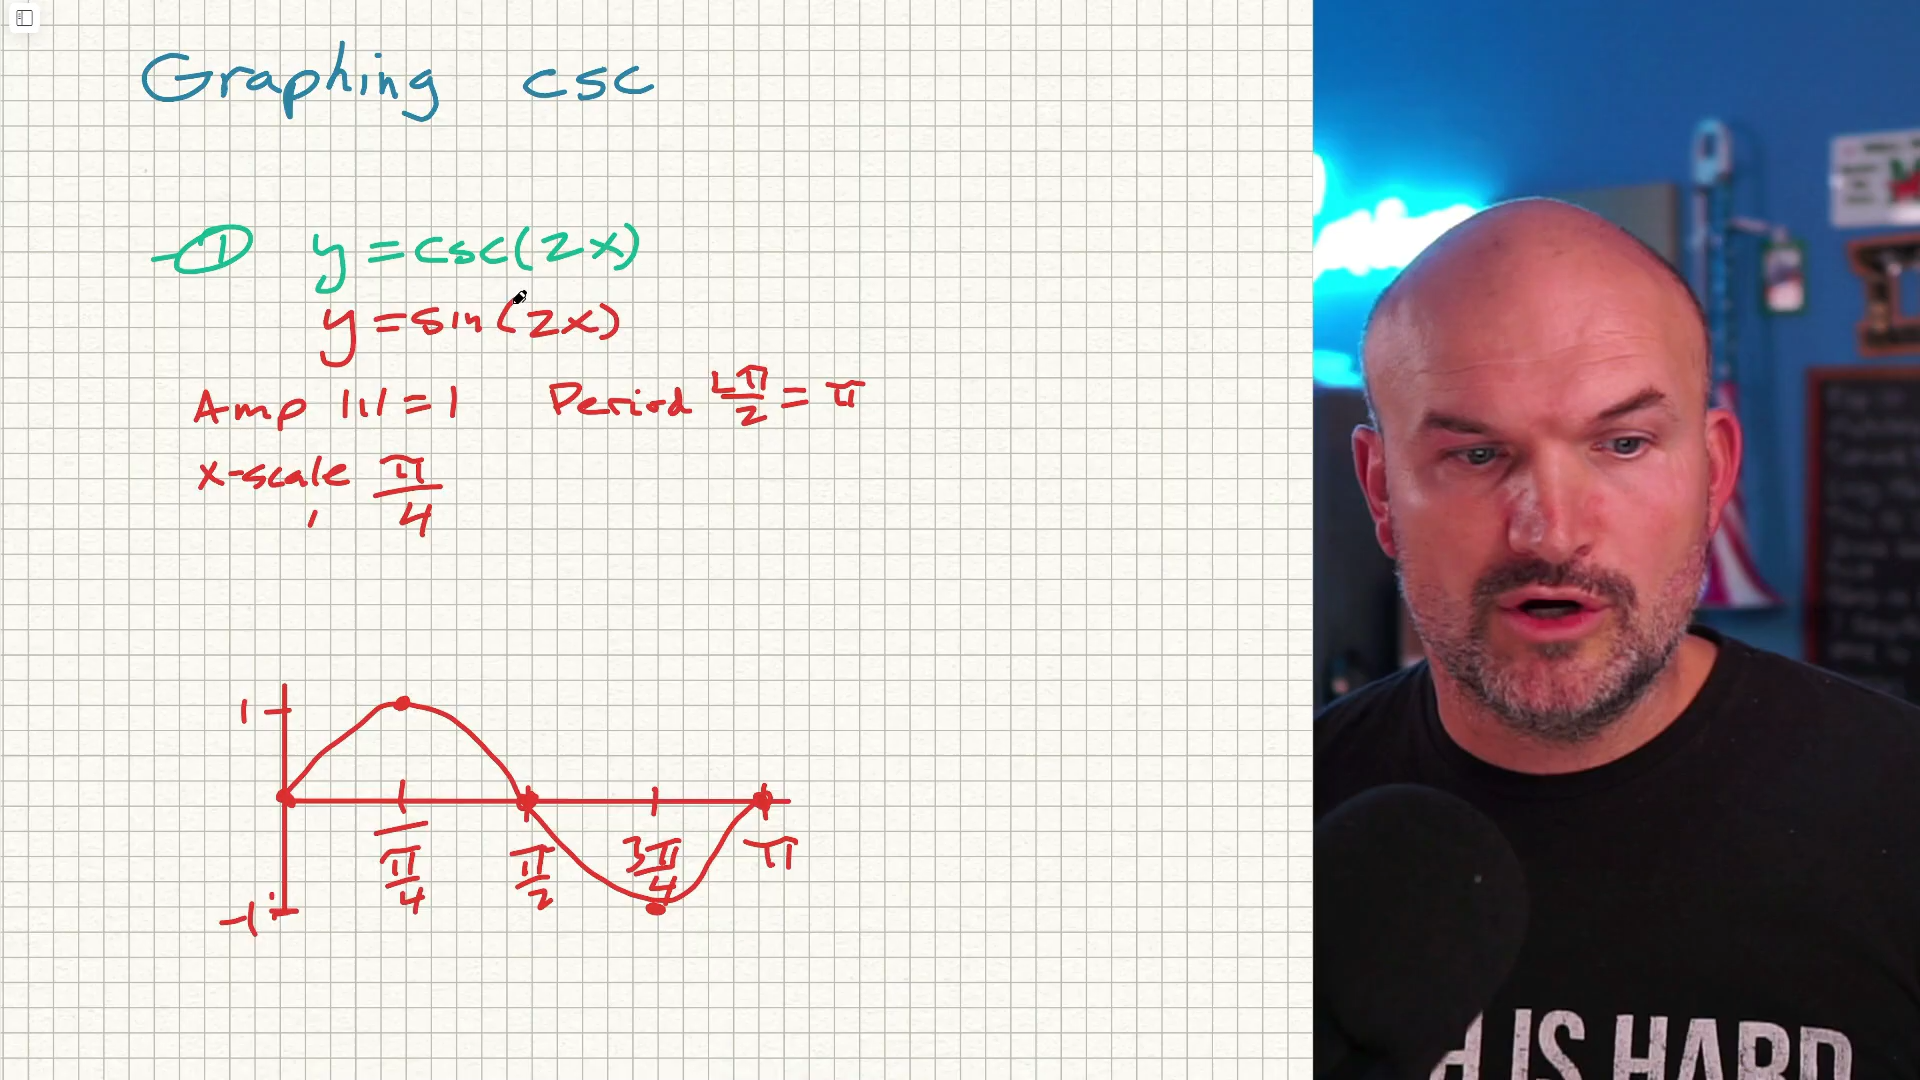 Graphing csc
① y = csc(2x)
y = sin(2x)
Amp |1| = 1 Period 2π/2 = π
x-scale π/4
1
-1
π/4 π/2 3π/4 π
IS HARD